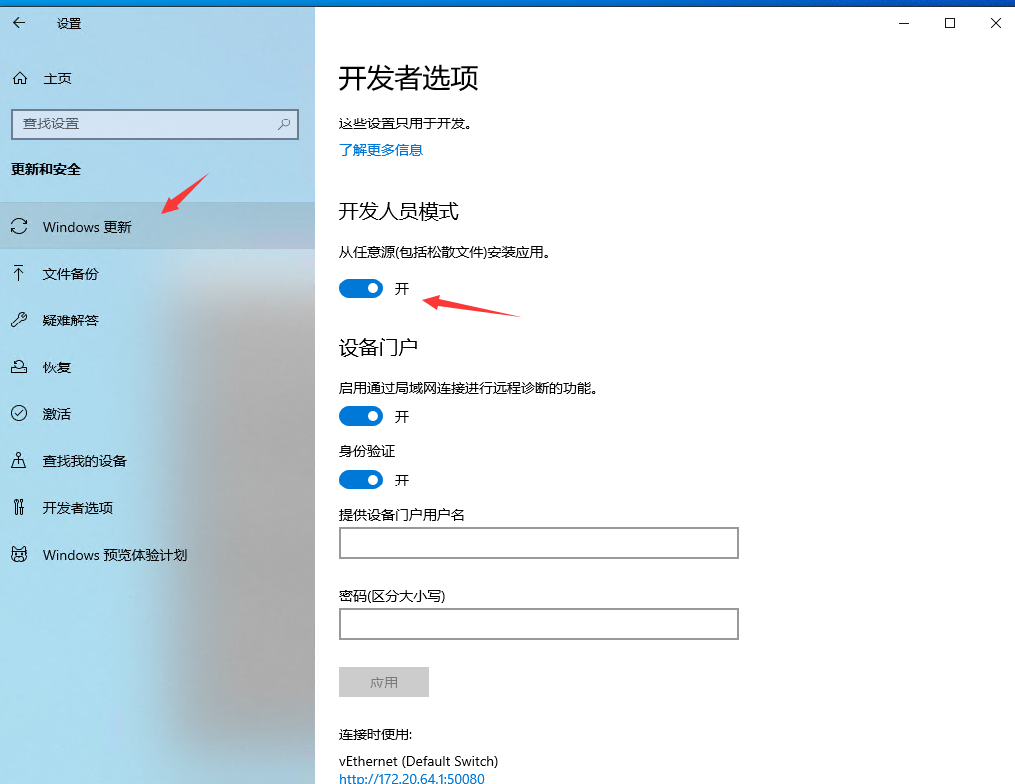 设置
主页
查找设置
更新和安全
Windows 更新
文件备份
疑难解答
恢复
激活
查找我的设备
开发者选项
Windows 预览体验计划
开发者选项
这些设置只用于开发。
了解更多信息
开发人员模式
从任意源(包括松散文件)安装应用。
开
设备门户
启用通过局域网连接进行远程诊断的功能。
开
身份验证
开
提供设备门户用户名
密码(区分大小写)
应用
连接时使用:
vEthernet (Default Switch)
http://172.20.64.1:50080